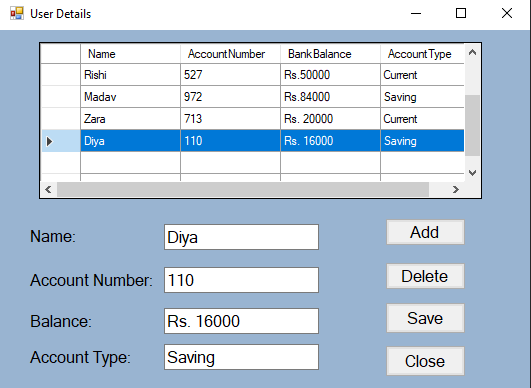 User Details
Name AccountNumber BankBalance AccountType
Rishi 527 Rs.50000 Current
Madav 972 Rs.84000 Saving
Zara 713 Rs. 20000 Current
Diya 110 Rs. 16000 Saving
Name: Diya Add
Account Number: 110 Delete
Balance: Rs. 16000 Save
Account Type: Saving Close